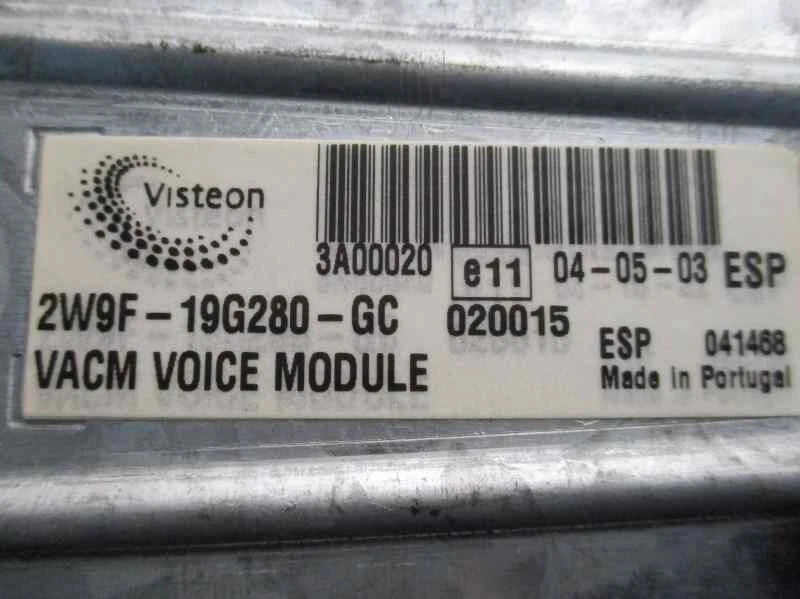 Visteon
3A00020 e11 04-05-03 ESP
2W9F-19G280-GC 020015
ESP 041468
VACM VOICE MODULE
Made in Portugal